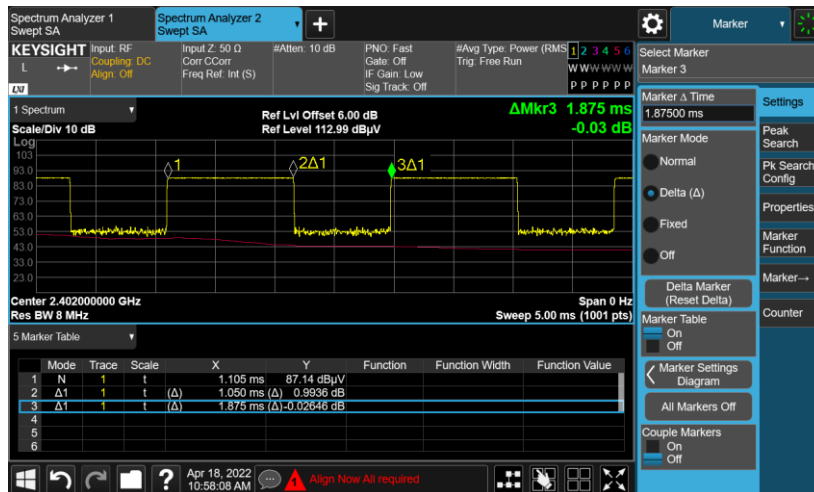 Spectrum Analyzer 1
Swept SA
Spectrum Analyzer 2
Swept SA
+
Marker
KEYSIGHT
L
LXI
Input: RF
Coupling: DC
Align: Off
Input Z: 50 Ω
Corr CCorr
Freq Ref: Int (S)
#Atten: 10 dB
PNO: Fast
Gate: Off
IF Gain: Low
Sig Track: Off
#Avg Type: Power (RMS
Trig: Free Run
1 2 3 4 5 6
W W W W W W
P P P P P P
Select Marker
Marker 3
1 Spectrum
Scale/Div 10 dB
Log
Ref Lvl Offset 6.00 dB
Ref Level 112.99 dBµV
ΔMkr3 1.875 ms
-0.03 dB
103
93.0
83.0
73.0
63.0
53.0
43.0
33.0
23.0
1
2Δ1
3Δ1
Center 2.402000000 GHz
Res BW 8 MHz
Span 0 Hz
Sweep 5.00 ms (1001 pts)
5 Marker Table
Mode Trace Scale X Y Function Function Width Function Value
1 N 1 t 1.105 ms 87.14 dBµV
2 Δ1 1 t (Δ) 1.050 ms (Δ) 0.9936 dB
3 Δ1 1 t (Δ) 1.875 ms (Δ) -0.02646 dB
4
5
6
Marker Δ Time
1.87500 ms
Marker Mode
Normal
Delta (Δ)
Fixed
Off
Delta Marker
(Reset Delta)
Marker Table
On
Off
Marker Settings
Diagram
All Markers Off
Couple Markers
On
Off
Settings
Peak
Search
Pk Search
Config
Properties
Marker
Function
Marker→
Counter
?
Apr 18, 2022
10:58:08 AM
Align Now All required